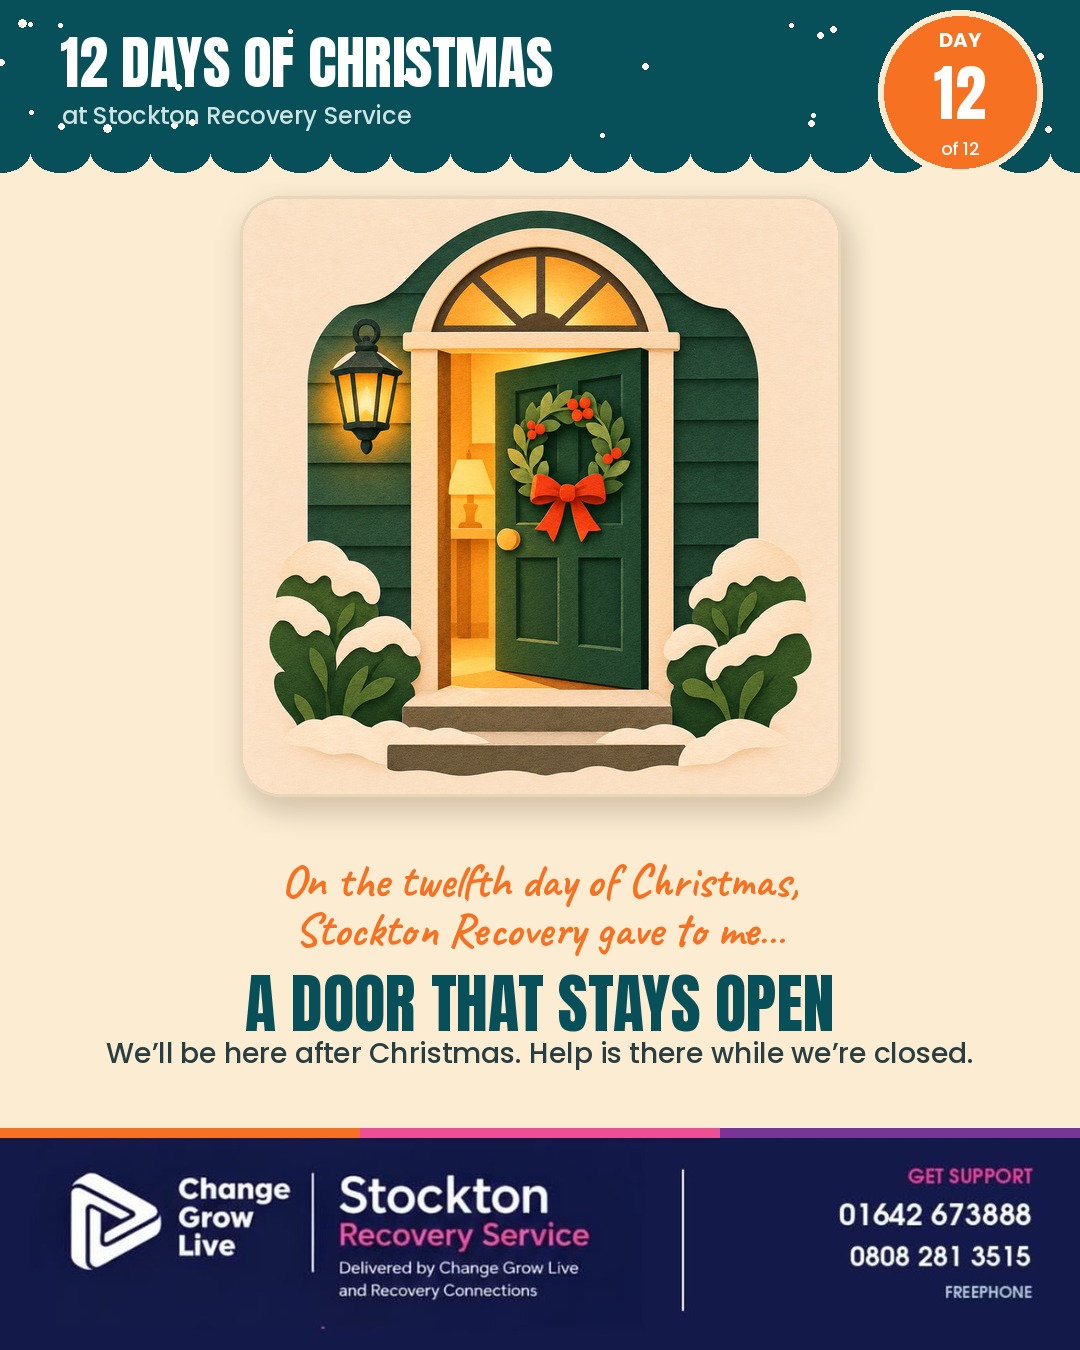 12 DAYS OF CHRISTMAS
at Stockton Recovery Service
DAY
12
of 12
On the twelfth day of Christmas,
Stockton Recovery gave to me...
A DOOR THAT STAYS OPEN
We’ll be here after Christmas. Help is there while we’re closed.
Change
Grow
Live
Stockton
Recovery Service
Delivered by Change Grow Live
and Recovery Connections
GET SUPPORT
01642 673888
0808 281 3515
FREEPHONE